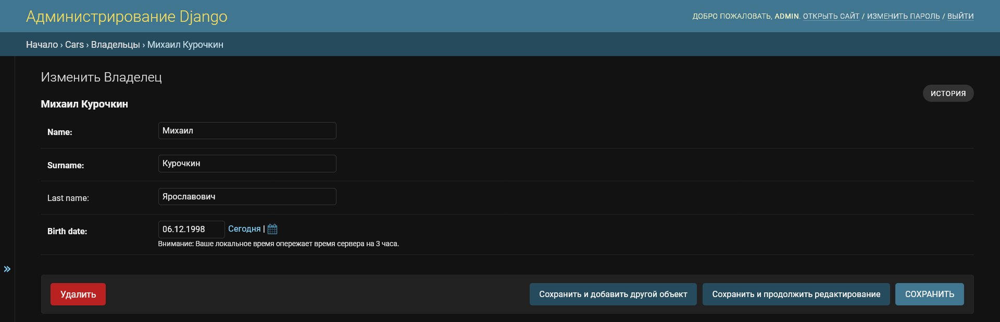 Администрирование Django
ДОБРО ПОЖАЛОВАТЬ, ADMIN. ОТКРЫТЬ САЙТ / ИЗМЕНИТЬ ПАРОЛЬ / ВЫЙТИ
Начало › Cars › Владельцы › Михаил Курочкин
Изменить Владелец
ИСТОРИЯ
Михаил Курочкин
Name: Михаил
Surname: Курочкин
Last name: Ярославович
Birth date: 06.12.1998 Сегодня |
Внимание: Ваше локальное время опережает время сервера на 3 часа.
»
Удалить Сохранить и добавить другой объект Сохранить и продолжить редактирование СОХРАНИТЬ